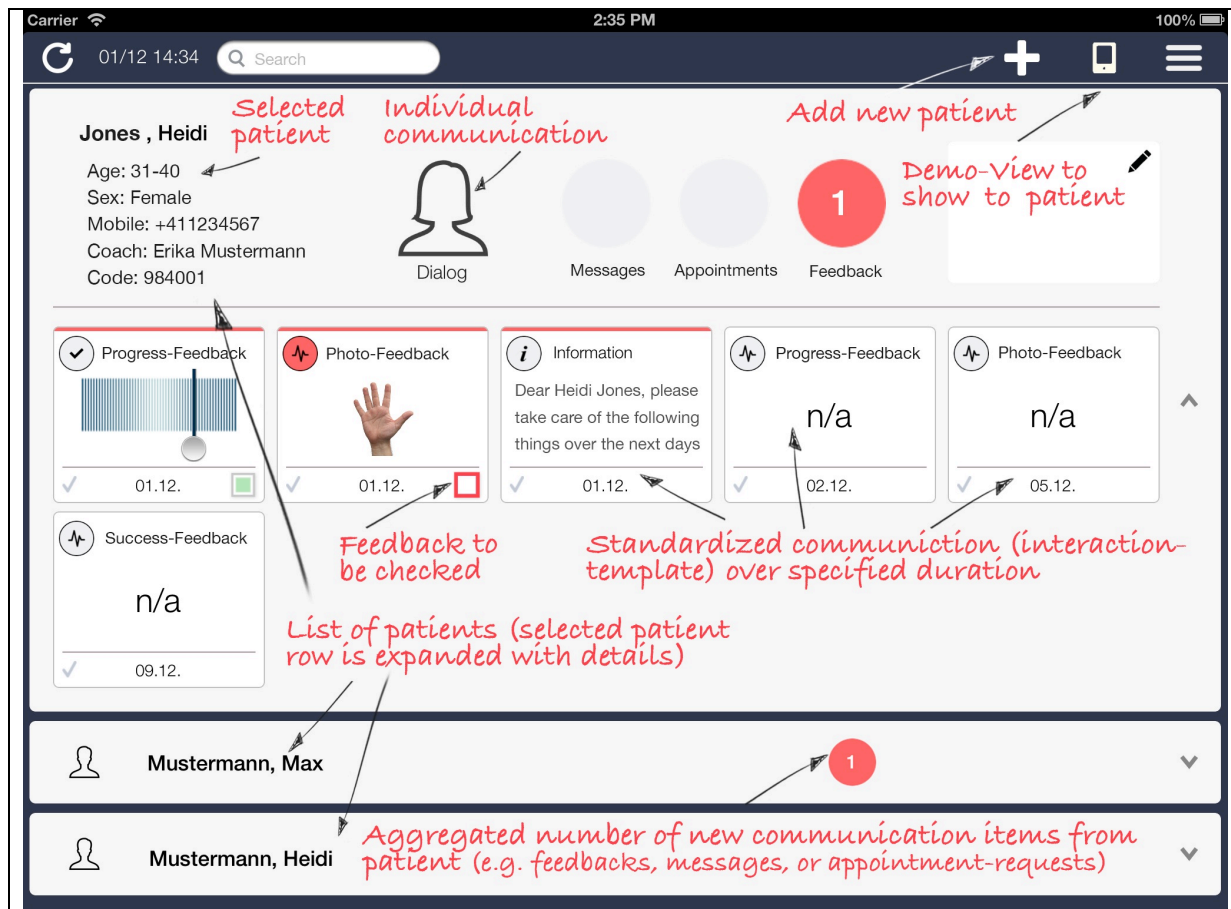 Carrier 2:35 PM 100%
01/12 14:34 Search
Add new patient
Demo-View to
show to patient
Selected
patient
Individual
communication
Jones , Heidi
Age: 31-40
Sex: Female
Mobile: +411234567
Coach: Erika Mustermann
Code: 984001
Dialog
Messages
Appointments
1
Feedback
Progress-Feedback
01.12.
Photo-Feedback
01.12.
i Information
Dear Heidi Jones, please
take care of the following
things over the next days
01.12.
Progress-Feedback
n/a
02.12.
Photo-Feedback
n/a
05.12.
Success-Feedback
n/a
09.12.
Feedback to
be checked
Standardized communiction (interaction-
template) over specified duration
List of patients (selected patient
row is expanded with details)
Mustermann, Max 1
Mustermann, Heidi
Aggregated number of new communication items from
patient (e.g. feedbacks, messages, or appointment-requests)